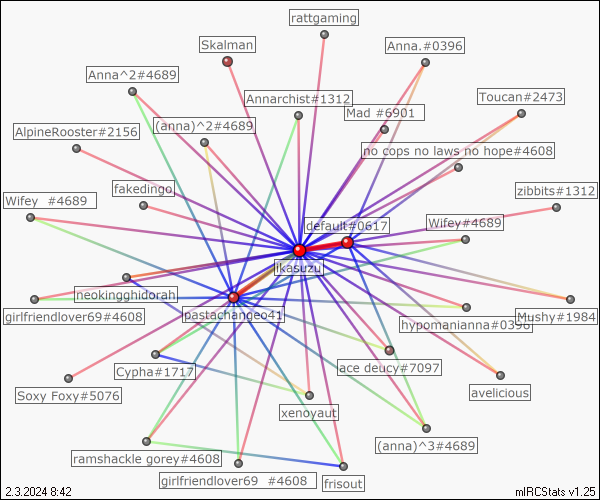 rattgaming
Skalman
Anna.#0396
Anna^2#4689
Annarchist#1312
Toucan#2473
Mad #6901
AlpineRooster#2156
(anna)^2#4689
no cops no laws no hope#4608
fakedingo
zibbits#1312
Wifey #4689
default#0617
Wifey#4689
likasuzu
neokingghidorah
girlfriendlover69#4608
pastachangeo41
hypomanianna#0396
Mushy#1984
Cypha#1717
ace deucy#7097
Soxy Foxy#5076
avelicious
xenoyaut
(anna)^3#4689
ramshackle gorey#4608
girlfriendlover69 #4608
frisout
2.3.2024 8:42
mIRCStats v1.25